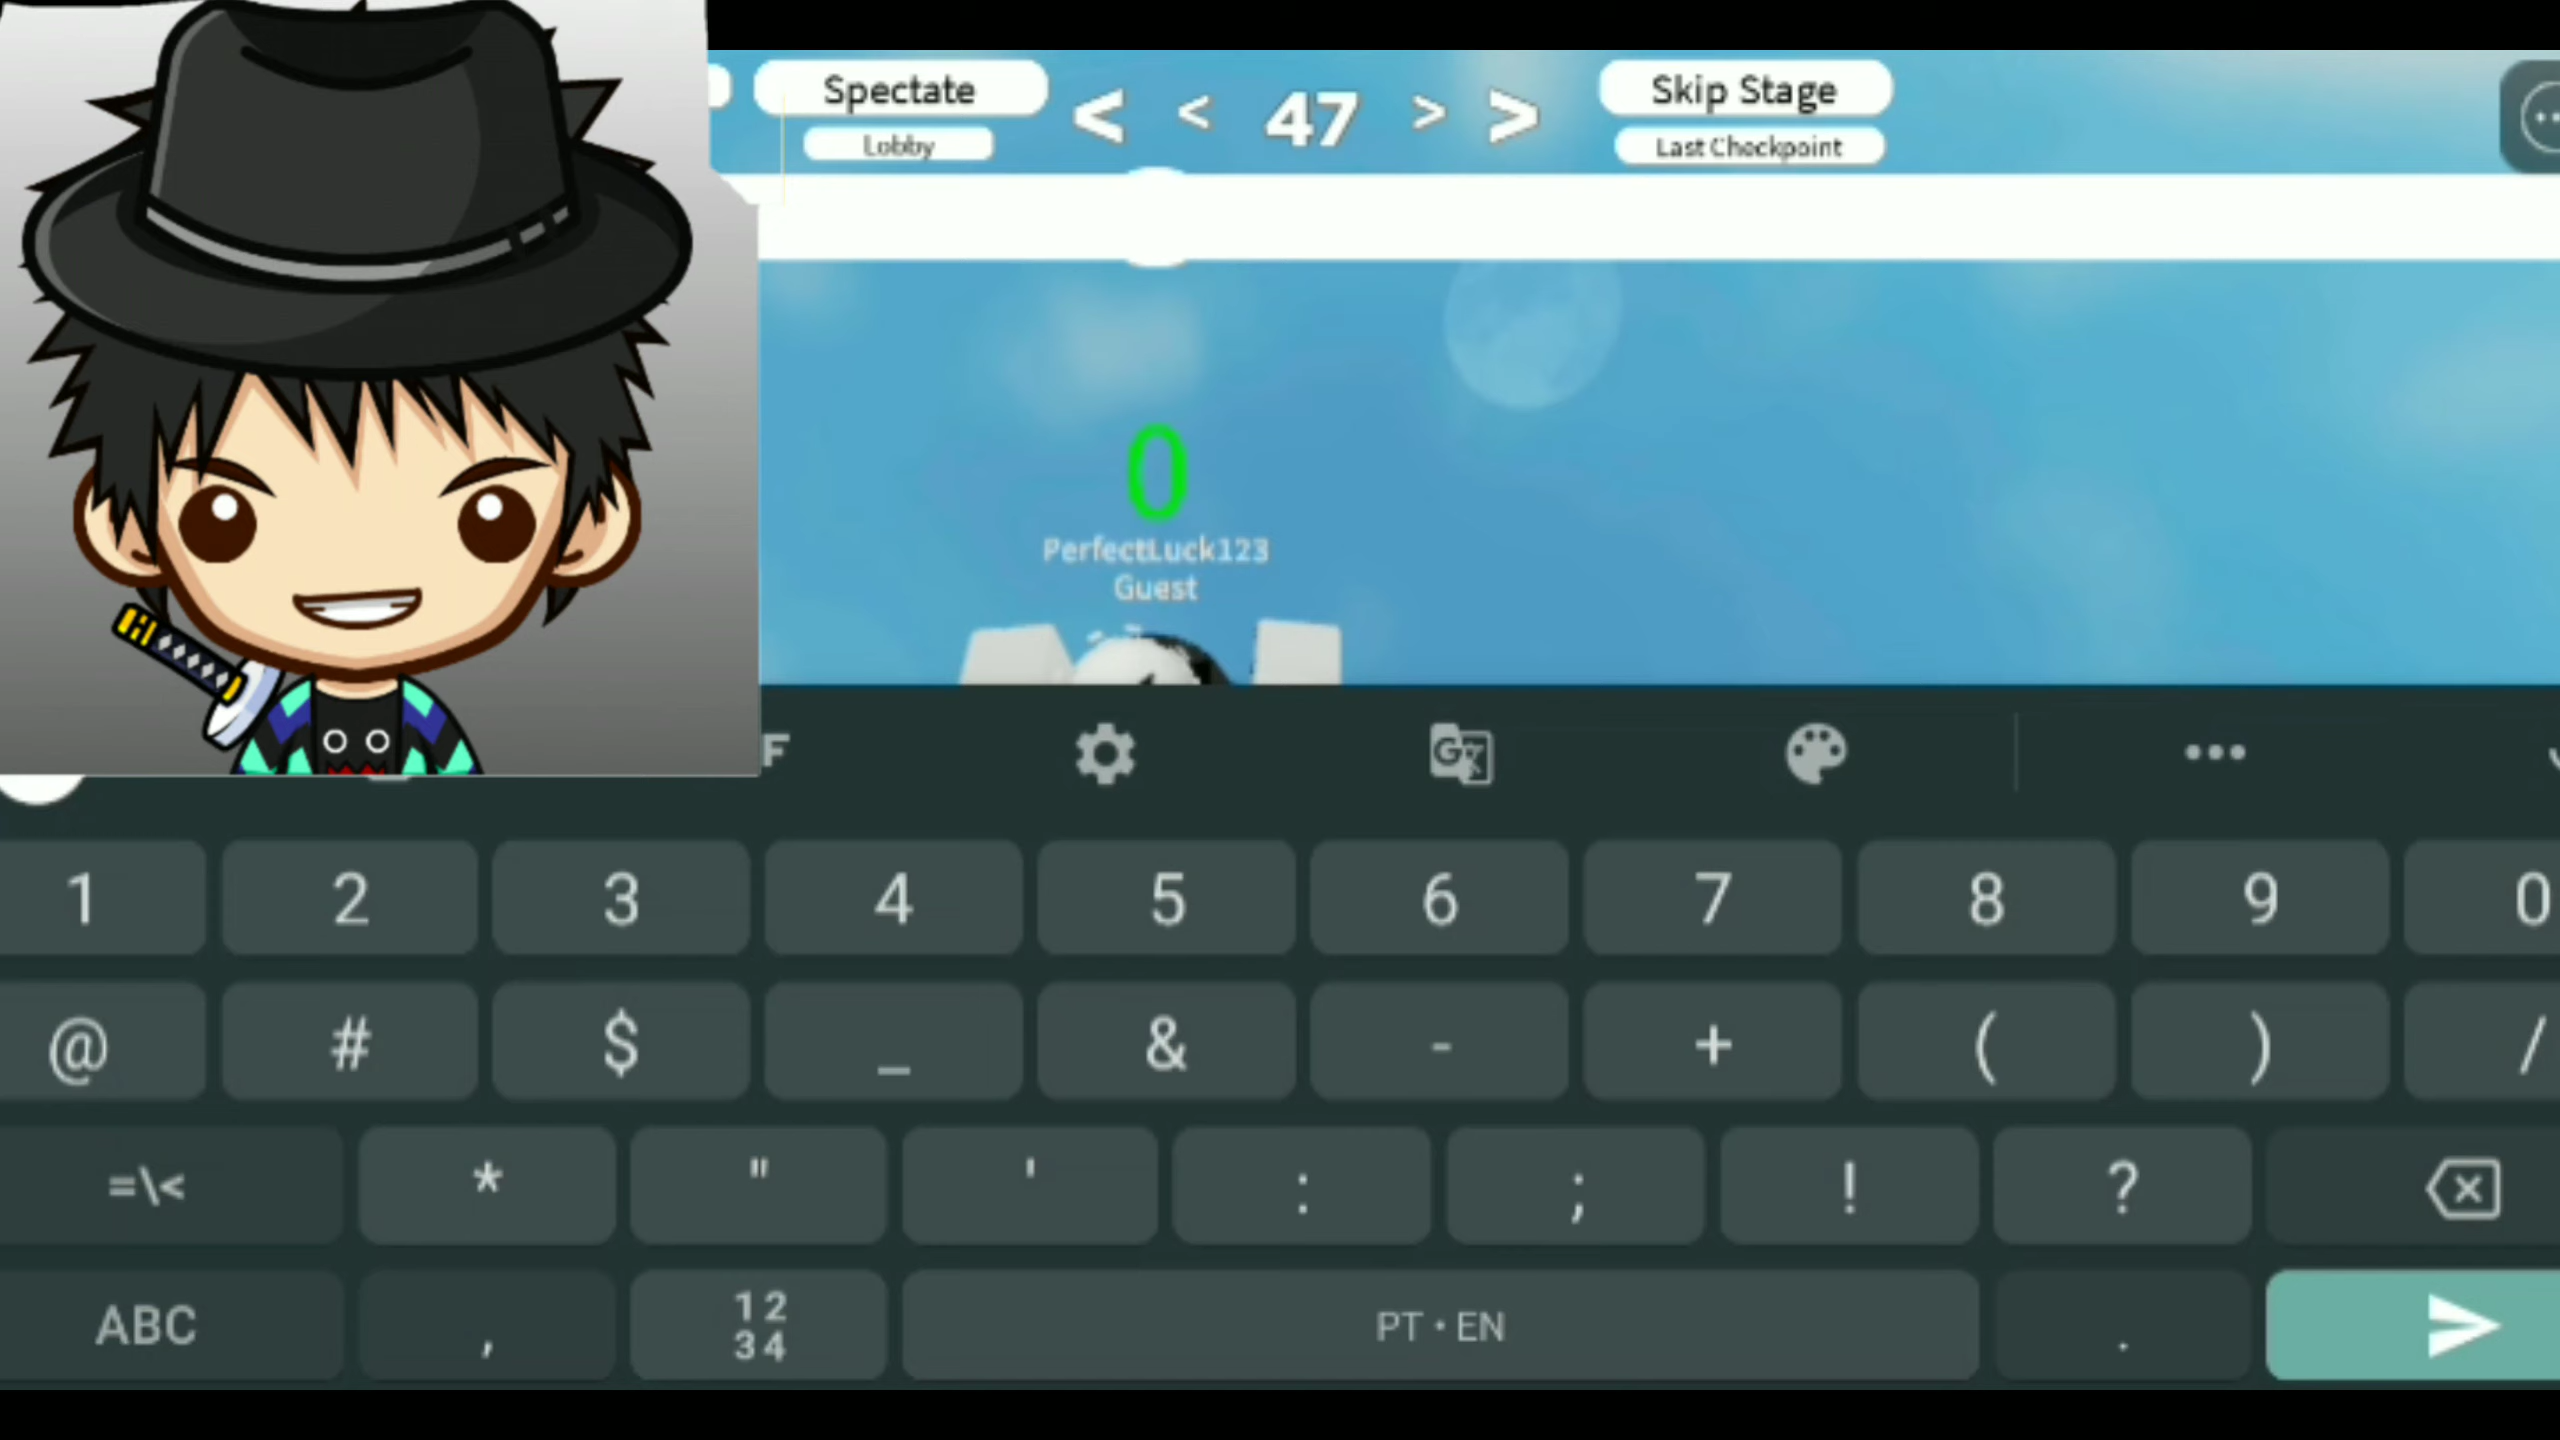 Spectate
Lobby
< < 47 > >
Skip Stage
Last Checkpoint
0
PerfectLuck123
Guest
F
1 2 3 4 5 6 7 8 9 0
@ # $ _ & - + ( ) /
=\< * " ' : ; ! ?
ABC , 12 PT • EN .
34